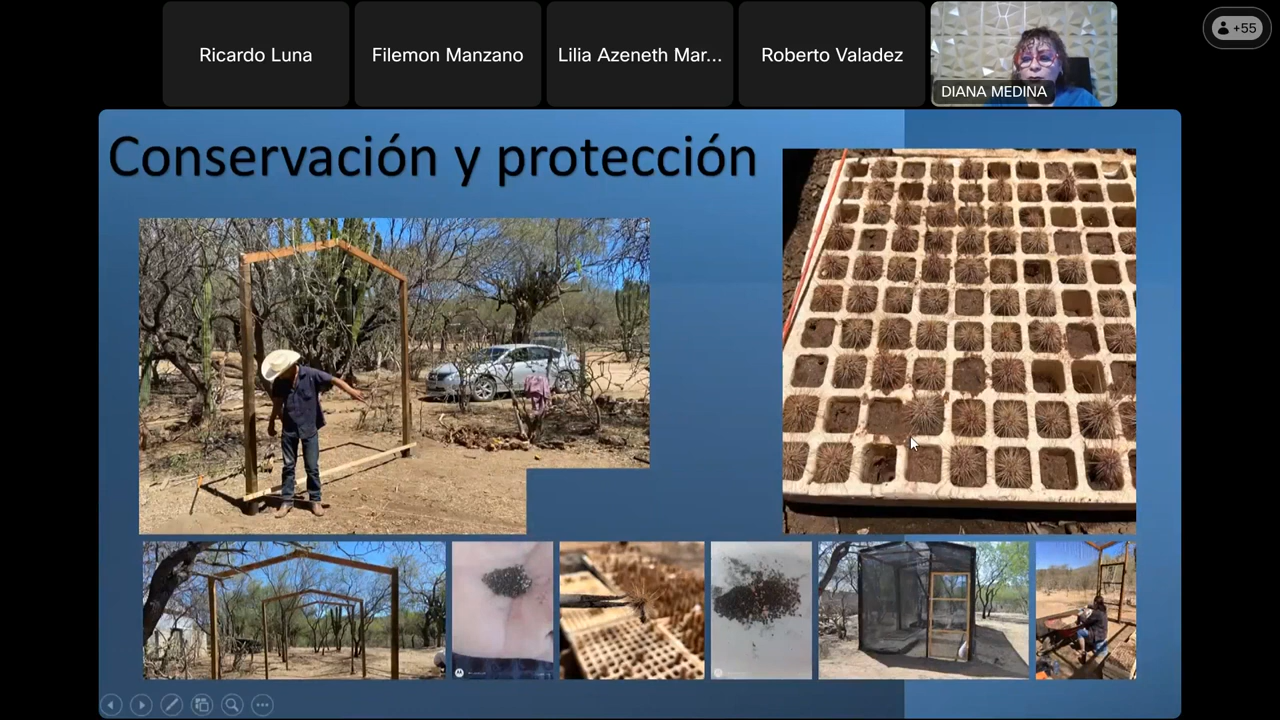 Ricardo Luna
Filemon Manzano
Lilia Azeneth Mar...
Roberto Valadez
DIANA MEDINA
+55
Conservación y protección